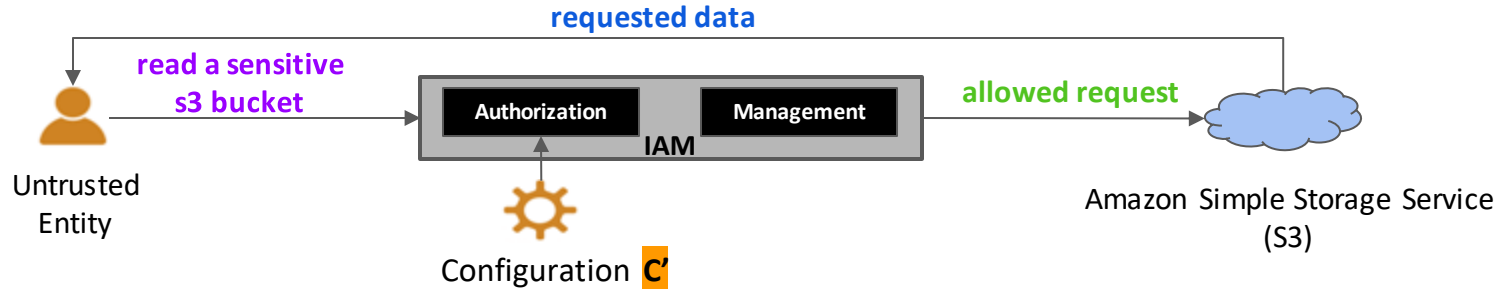 requested data
read a sensitive
s3 bucket
Authorization
Management
IAM
allowed request
Untrusted
Entity
Configuration C’
Amazon Simple Storage Service
(S3)